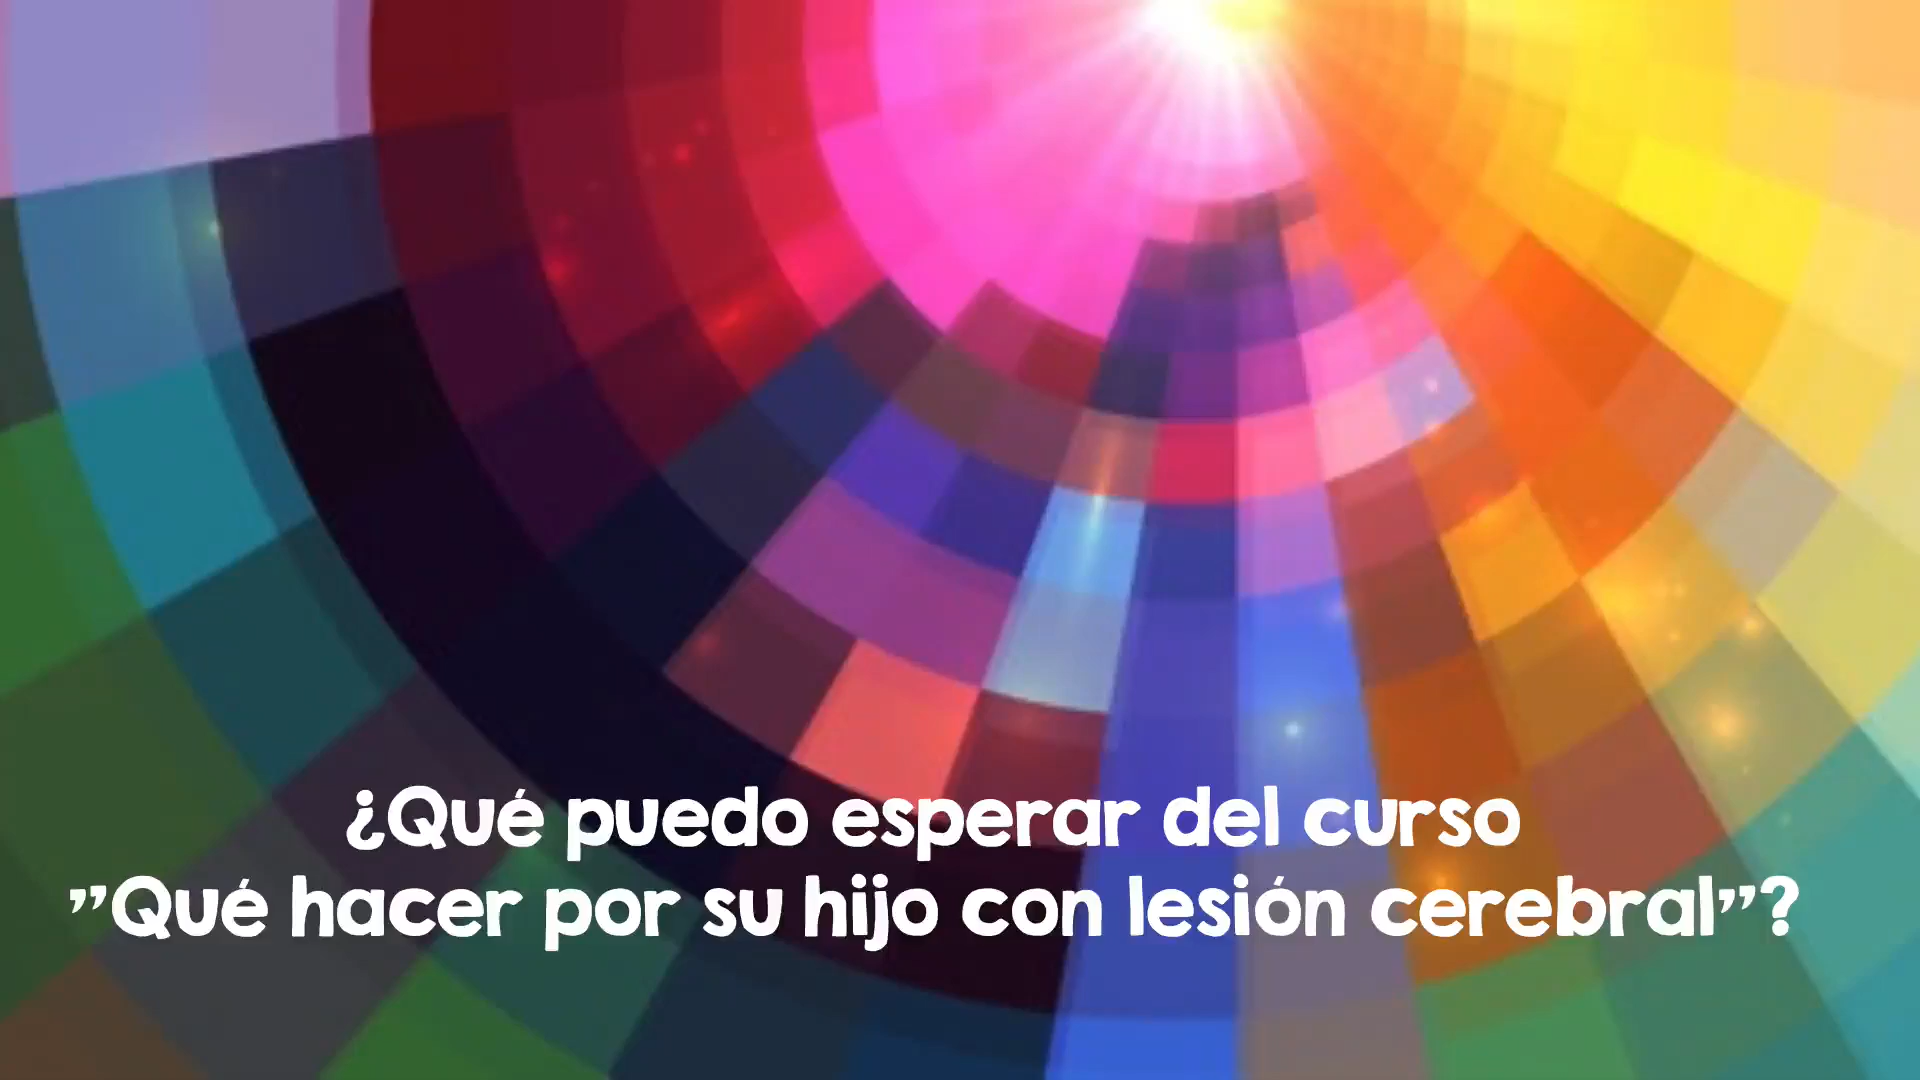 ¿Qué puedo esperar del curso
”Qué hacer por su hijo con lesión cerebral”?